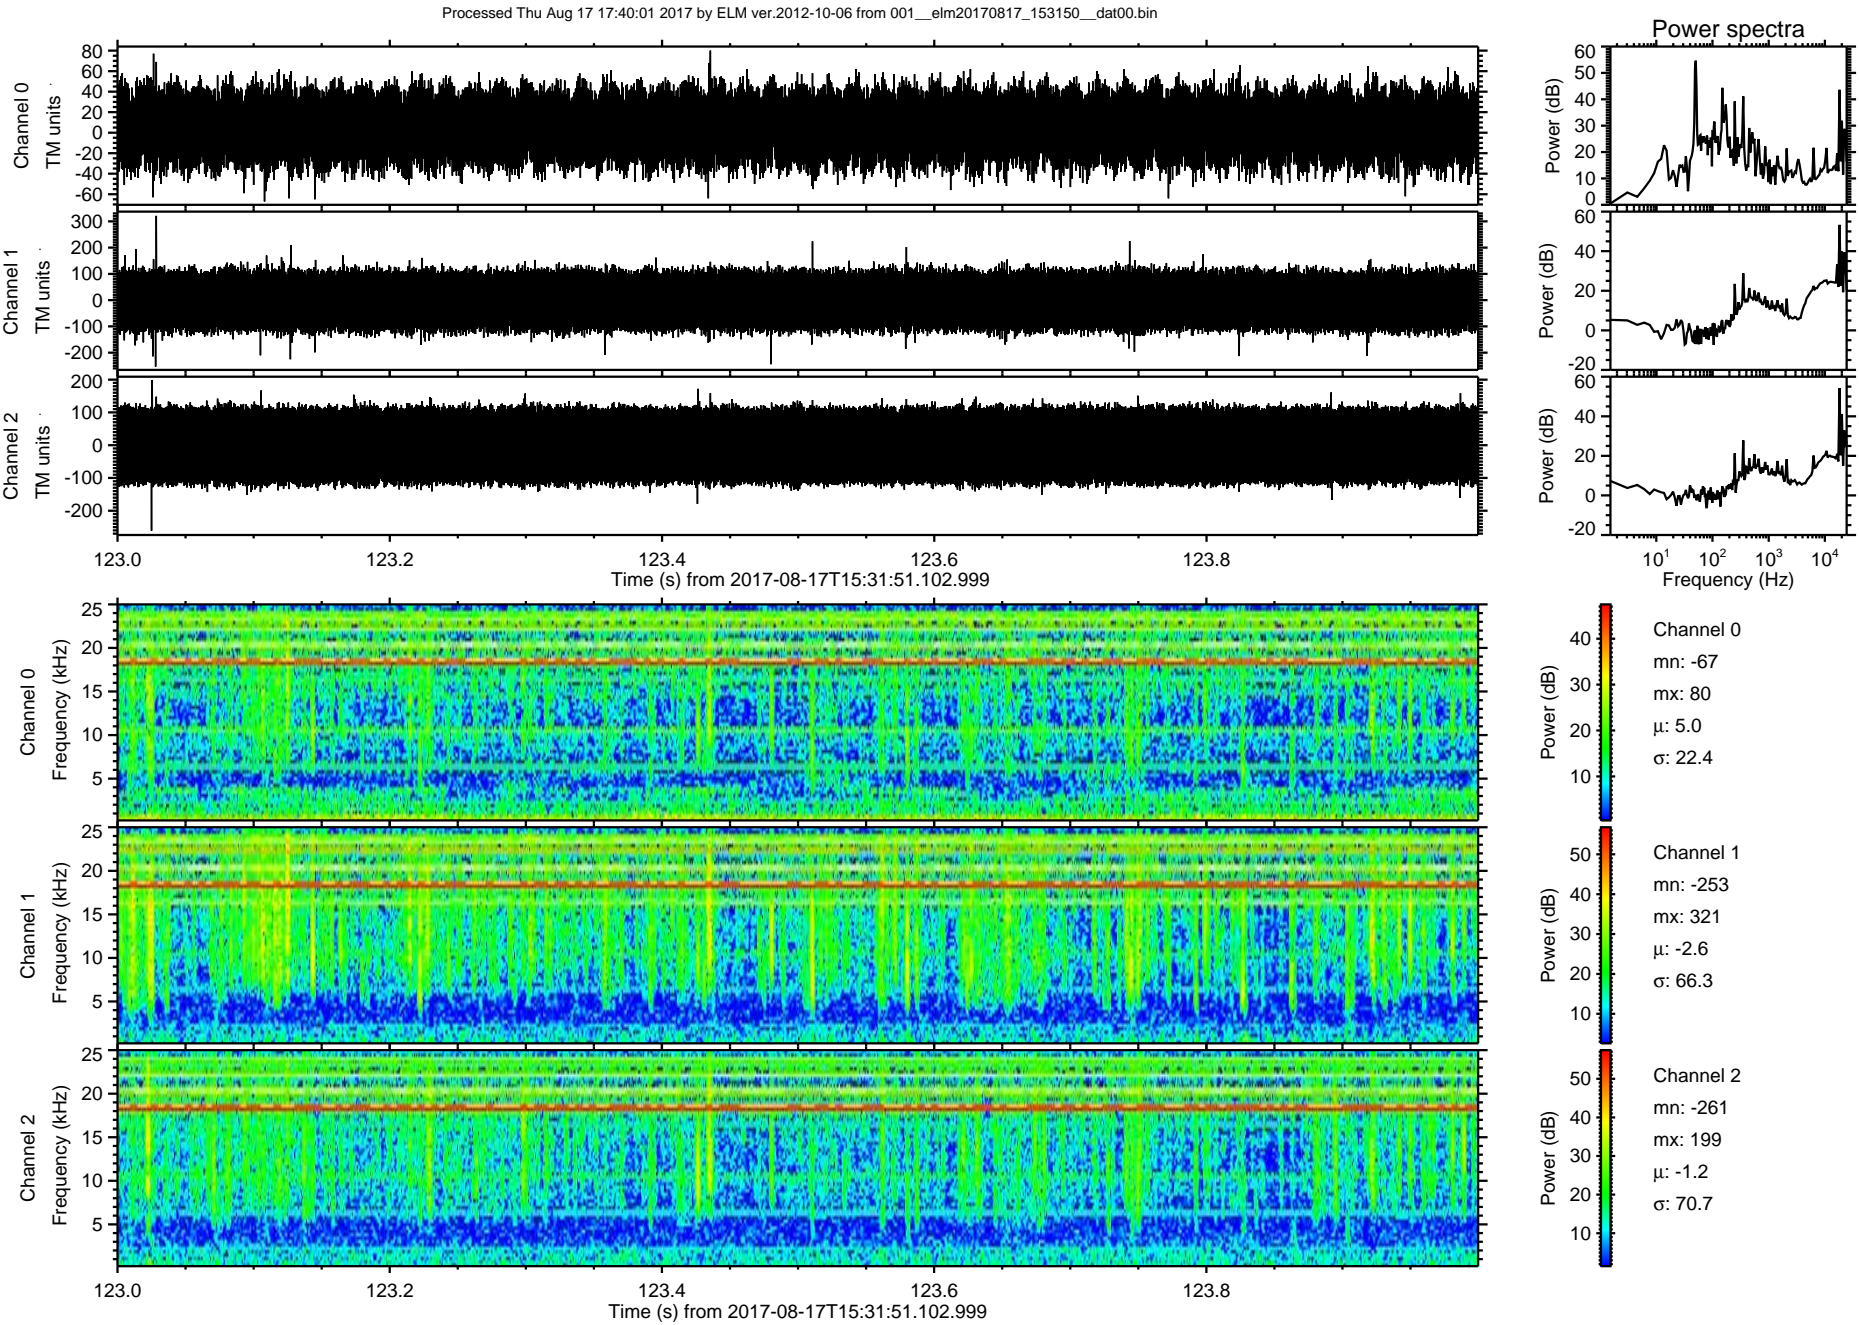 Processed Thu Aug 17 17:40:01 2017 by ELM ver.2012-10-06 from 001__elm20170817_153150__dat00.bin
Power spectra
Channel 0
TM units
80
60
40
20
0
-20
-40
-60
Power (dB)
60
50
40
30
20
10
0
Channel 1
TM units
300
200
100
0
-100
-200
Power (dB)
60
40
20
0
-20
Channel 2
TM units
200
100
0
-100
-200
Power (dB)
60
40
20
0
-20
123.0
123.2
123.4
123.6
123.8
Time (s) from 2017-08-17T15:31:51.102.999
10¹
10²
10³
10⁴
Frequency (Hz)
Channel 0
Frequency (kHz)
25
20
15
10
5
Power (dB)
40
30
20
10
Channel 0
mn: -67
mx: 80
μ: 5.0
σ: 22.4
Channel 1
Frequency (kHz)
25
20
15
10
5
Power (dB)
50
40
30
20
10
Channel 1
mn: -253
mx: 321
μ: -2.6
σ: 66.3
Channel 2
Frequency (kHz)
25
20
15
10
5
Power (dB)
50
40
30
20
10
Channel 2
mn: -261
mx: 199
μ: -1.2
σ: 70.7
123.0
123.2
123.4
123.6
123.8
Time (s) from 2017-08-17T15:31:51.102.999